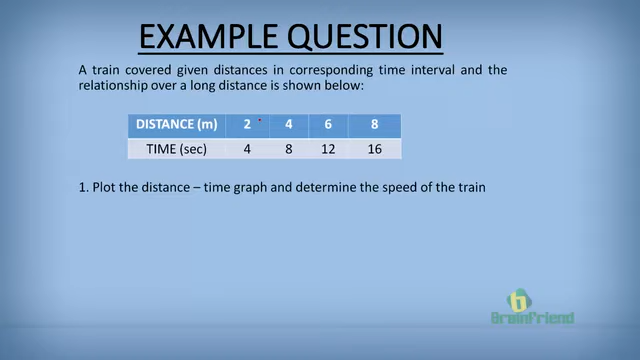 EXAMPLE QUESTION
A train covered given distances in corresponding time interval and the
relationship over a long distance is shown below:
DISTANCE (m) 2 4 6 8
TIME (sec) 4 8 12 16
1. Plot the distance – time graph and determine the speed of the train
b
BrainFriend